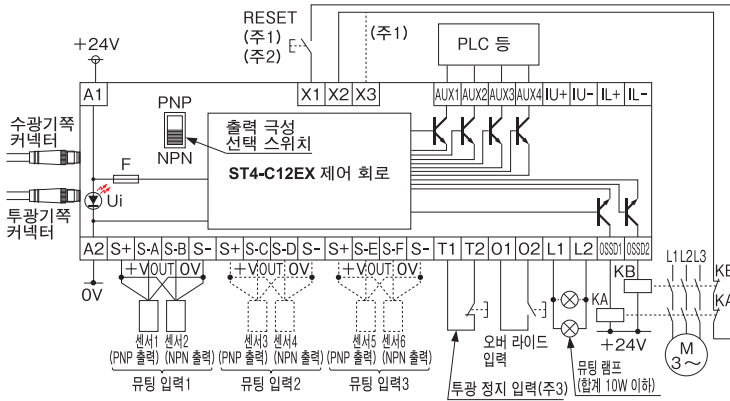 RESET
(주1)
(주2)
(주1)
PLC 등
+24V
A1
X1 X2 X3
AUX1 AUX2 AUX3 AUX4 IU+ IU- IL+ IL-
PNP
NPN
출력 극성
선택 스위치
수광기쪽
커넥터
F
ST4-C12EX 제어 회로
Ui
투광기쪽
커넥터
A2 S+ S-A S-B S- S+ S-C S-D S- S+ S-E S-F S- T1 T2 O1 O2 L1 L2 OSSD1 OSSD2
0V
+V OUT 0V
+V OUT 0V
+V OUT 0V
센서1
(PNP 출력)
센서2
(NPN 출력)
뮤팅 입력1
센서3
(PNP 출력)
센서4
(NPN 출력)
뮤팅 입력2
센서5
(PNP 출력)
센서6
(NPN 출력)
뮤팅 입력3
투광 정지 입력(주3)
오버 라이드
입력
뮤팅 램프
(합계 10W 이하)
KB
KA
+24V
L1 L2 L3
KB
KA
M
3~